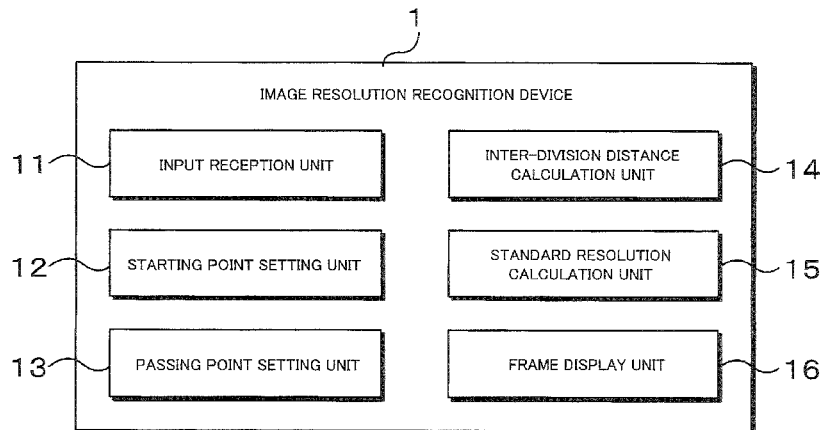 1
IMAGE RESOLUTION RECOGNITION DEVICE
11
INPUT RECEPTION UNIT
INTER-DIVISION DISTANCE
CALCULATION UNIT
14
12
STARTING POINT SETTING UNIT
STANDARD RESOLUTION
CALCULATION UNIT
15
13
PASSING POINT SETTING UNIT
FRAME DISPLAY UNIT
16